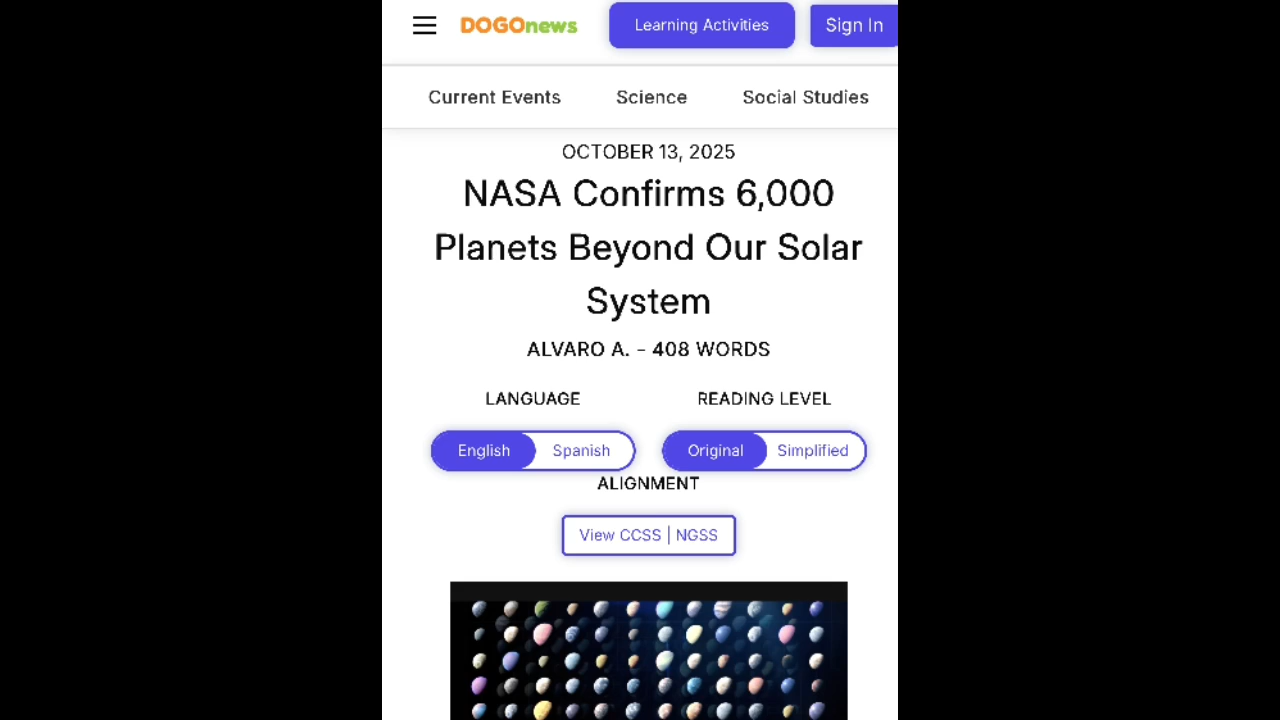 DOGOnews
Learning Activities
Sign In
Current Events
Science
Social Studies
OCTOBER 13, 2025
NASA Confirms 6,000
Planets Beyond Our Solar
System
ALVARO A. - 408 WORDS
LANGUAGE
READING LEVEL
English
Spanish
Original
Simplified
ALIGNMENT
View CCSS | NGSS